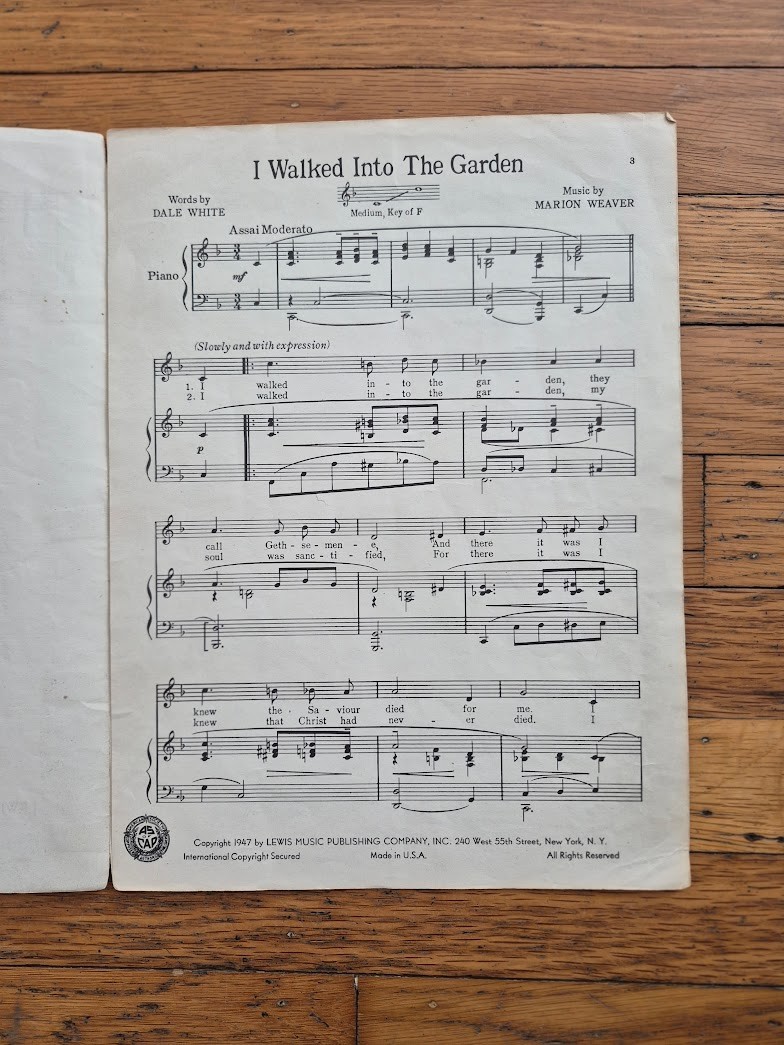 I Walked Into The Garden
3
Words by
DALE WHITE
Medium, Key of F
Music by
MARION WEAVER
Assai Moderato
Piano
mf
(Slowly and with expression)
1. I walked in - to the gar - den, they
2. I walked in - to the gar - den, my
p
call Geth - se - men - e, And there it was I
soul was sanc - ti - fied, For there it was I
knew the Sa - viour died for me. I
knew that Christ had nev - er died. I
AS
CAP
Copyright 1947 by LEWIS MUSIC PUBLISHING COMPANY, INC. 240 West 55th Street, New York, N. Y.
International Copyright Secured Made in U.S.A. All Rights Reserved